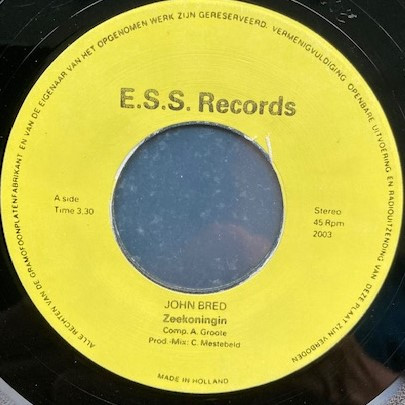 ALLE RECHTEN VAN DE GRAMOFOONPLATENFABRIKANT EN VAN DE EIGENAAR VAN HET OPGENOMEN WERK ZIJN GERESERVEERD. VERMENIGVULDIGING OPENBARE UITVOERING EN RADIOUITZENDING VAN DEZE PLAAT ZIJN VERBODEN
E.S.S. Records
A side
Time 3.30
Stereo
45 Rpm
2003
JOHN BRED
Zeekoningin
Comp. A. Groote
Prod.-Mix: C. Mestebeld
MADE IN HOLLAND